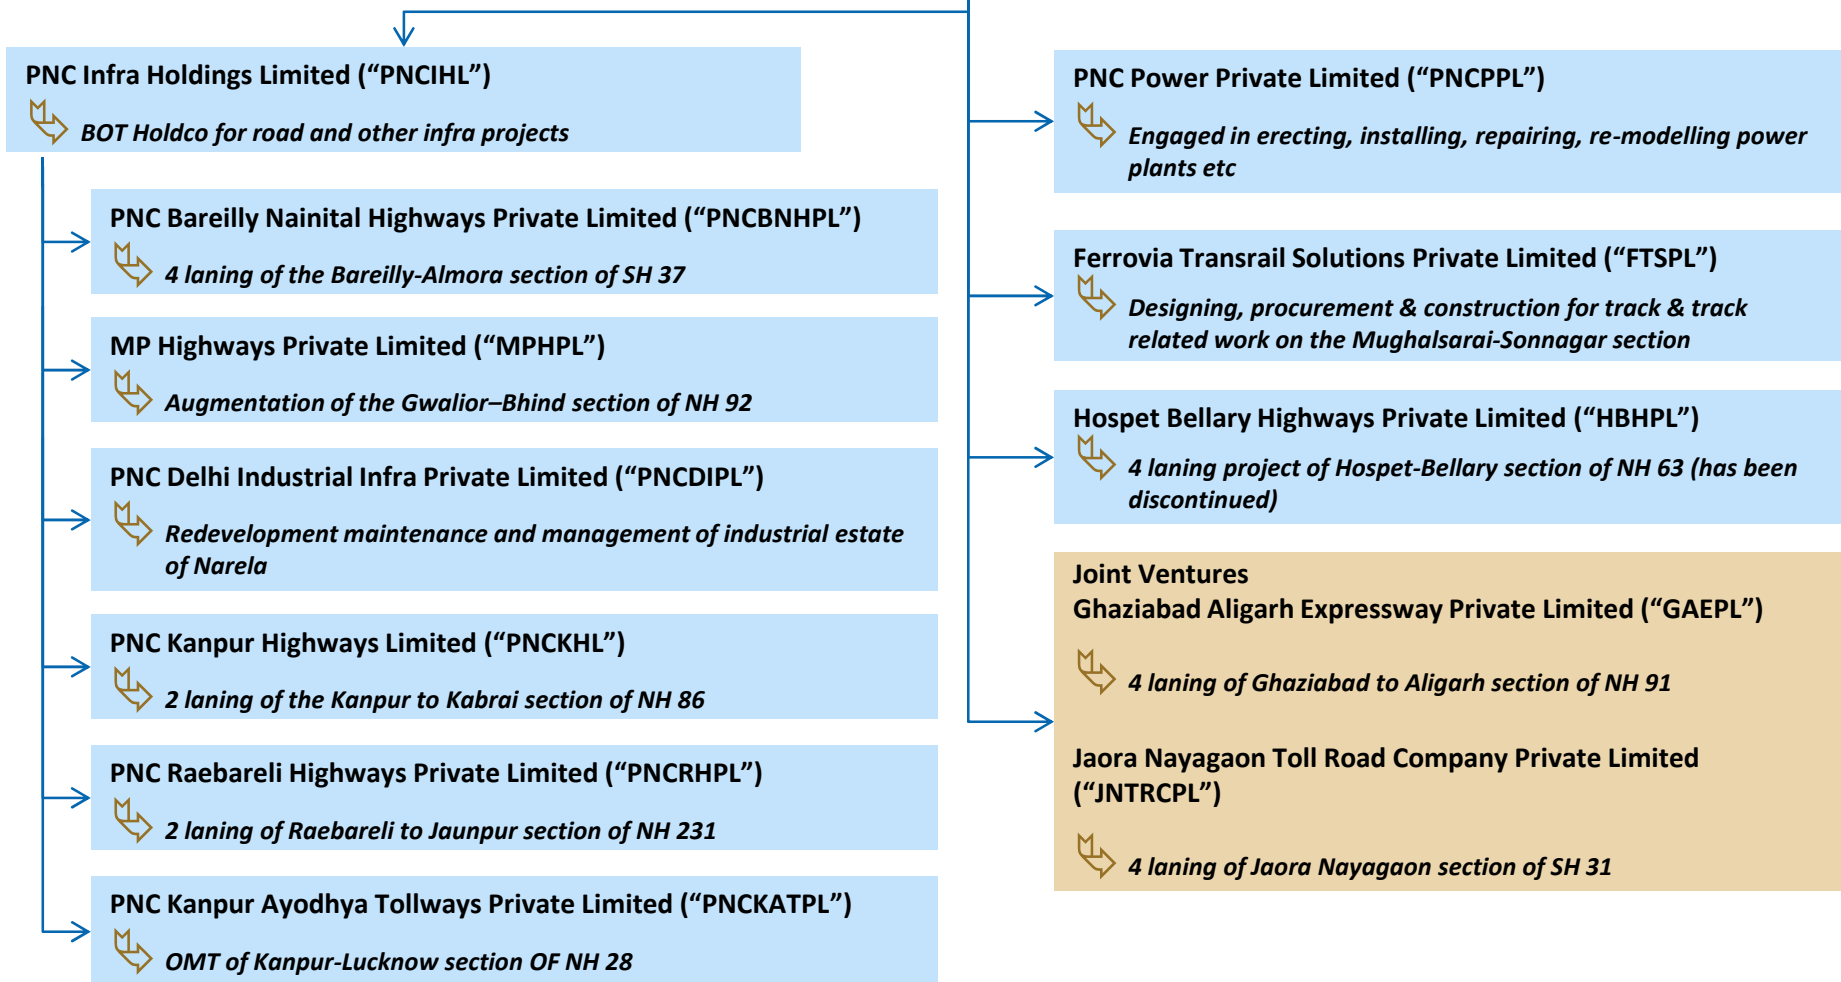 PNC Infra Holdings Limited (“PNCIHL”)
BOT Holdco for road and other infra projects
PNC Bareilly Nainital Highways Private Limited (“PNCBNHPL”)
4 laning of the Bareilly-Almora section of SH 37
MP Highways Private Limited (“MPHPL”)
Augmentation of the Gwalior–Bhind section of NH 92
PNC Delhi Industrial Infra Private Limited (“PNCDIPL”)
Redevelopment maintenance and management of industrial estate
of Narela
PNC Kanpur Highways Limited (“PNCKHL”)
2 laning of the Kanpur to Kabrai section of NH 86
PNC Raebareli Highways Private Limited (“PNCRHPL”)
2 laning of Raebareli to Jaunpur section of NH 231
PNC Kanpur Ayodhya Tollways Private Limited (“PNCKATPL”)
OMT of Kanpur-Lucknow section OF NH 28
PNC Power Private Limited (“PNCPPL”)
Engaged in erecting, installing, repairing, re-modelling power
plants etc
Ferrovia Transrail Solutions Private Limited (“FTSPL”)
Designing, procurement & construction for track & track
related work on the Mughalsarai-Sonnagar section
Hospet Bellary Highways Private Limited (“HBHPL”)
4 laning project of Hospet-Bellary section of NH 63 (has been
discontinued)
Joint Ventures
Ghaziabad Aligarh Expressway Private Limited (“GAEPL”)
4 laning of Ghaziabad to Aligarh section of NH 91
Jaora Nayagaon Toll Road Company Private Limited
(“JNTRCPL”)
4 laning of Jaora Nayagaon section of SH 31